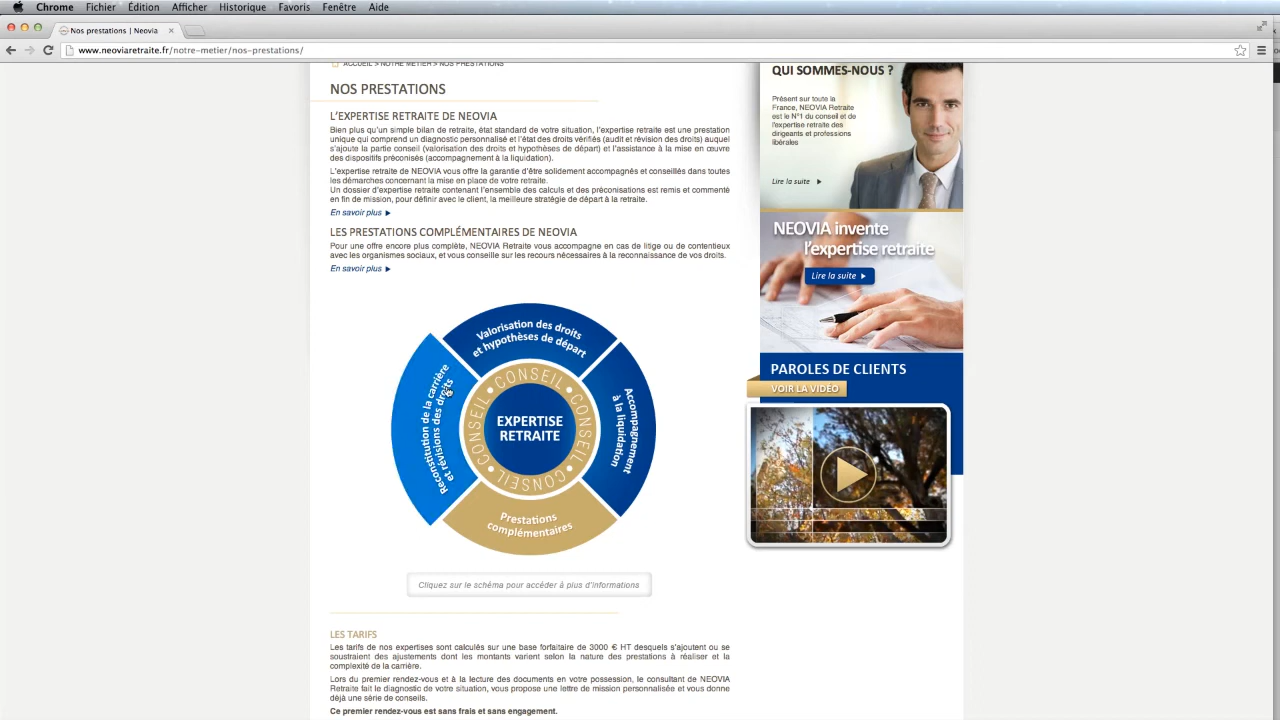 Chrome Fichier Édition Afficher Historique Favoris Fenêtre Aide
Nos prestations | Neovia
www.neoviaretraite.fr/notre-metier/nos-prestations/
ACCUEIL > NOTRE MÉTIER > NOS PRESTATIONS
NOS PRESTATIONS
L'EXPERTISE RETRAITE DE NEOVIA
Bien plus qu'un simple bilan de retraite, état standard de votre situation, l'expertise retraite est une prestation
unique qui comprend un diagnostic personnalisé et l'état des droits vérifiés (audit et révision des droits) auquel
s'ajoute la partie conseil (valorisation des droits et hypothèses de départ) et l'assistance à la mise en œuvre
des dispositifs préconisés (accompagnement à la liquidation).
L'expertise retraite de NEOVIA vous offre la garantie d'être solidement accompagnés et conseillés dans toutes
les démarches concernant la mise en place de votre retraite.
Un dossier d'expertise retraite contenant l'ensemble des calculs et des préconisations est remis et commenté
en fin de mission, pour définir avec le client, la meilleure stratégie de départ à la retraite.
En savoir plus
LES PRESTATIONS COMPLÉMENTAIRES DE NEOVIA
Pour une offre encore plus complète, NEOVIA Retraite vous accompagne en cas de litige ou de contentieux
avec les organismes sociaux, et vous conseille sur les recours nécessaires à la reconnaissance de vos droits.
En savoir plus
Valorisation des droits
et hypothèses de départ
Reconstitution de la carrière
et révisions des droits
Accompagnement
à la liquidation
CONSEIL
CONSEIL
CONSEIL
CONSEIL
EXPERTISE
RETRAITE
Prestations
complémentaires
Cliquez sur le schéma pour accéder à plus d'informations
LES TARIFS
Les tarifs de nos expertises sont calculés sur une base forfaitaire de 3000 € HT desquels s'ajoutent ou se
soustraient des ajustements dont les montants varient selon la nature des prestations à réaliser et la
complexité de la carrière.
Lors du premier rendez-vous et à la lecture des documents en votre possession, le consultant de NEOVIA
Retraite fait le diagnostic de votre situation, vous propose une lettre de mission personnalisée et vous donne
déjà une série de conseils.
Ce premier rendez-vous est sans frais et sans engagement.
QUI SOMMES-NOUS ?
Présent sur toute la
France, NEOVIA Retraite
est le N°1 du conseil et de
l'expertise retraite des
dirigeants et professions
libérales
Lire la suite
NEOVIA invente
l'expertise retraite
Lire la suite
PAROLES DE CLIENTS
VOIR LA VIDÉO